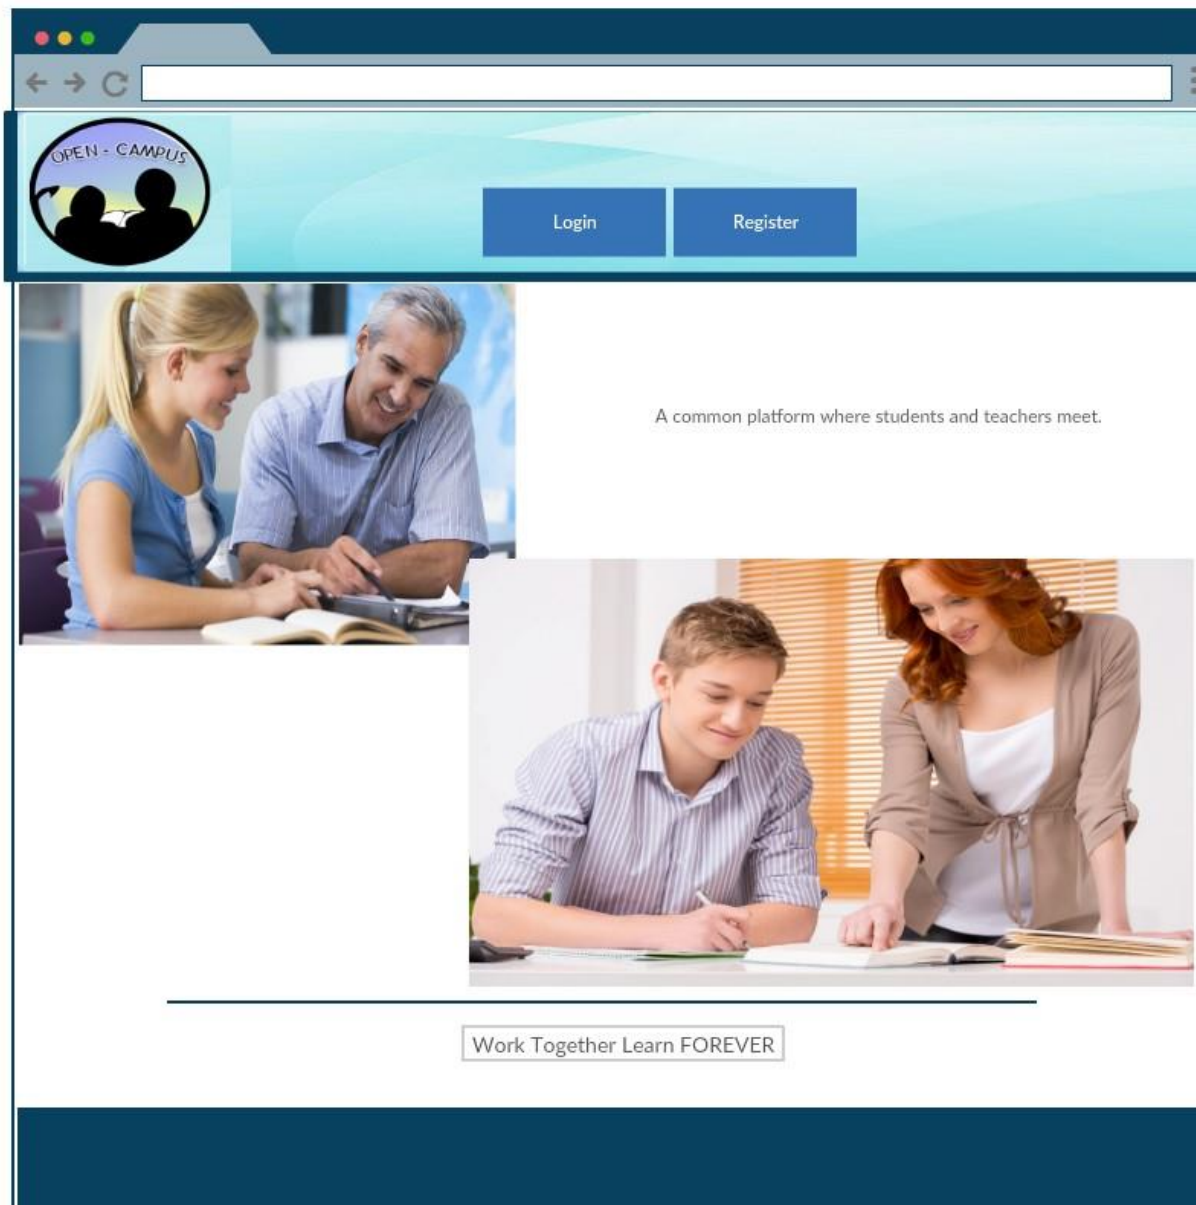 OPEN - CAMPUS
Login
Register
A common platform where students and teachers meet.
Work Together Learn FOREVER